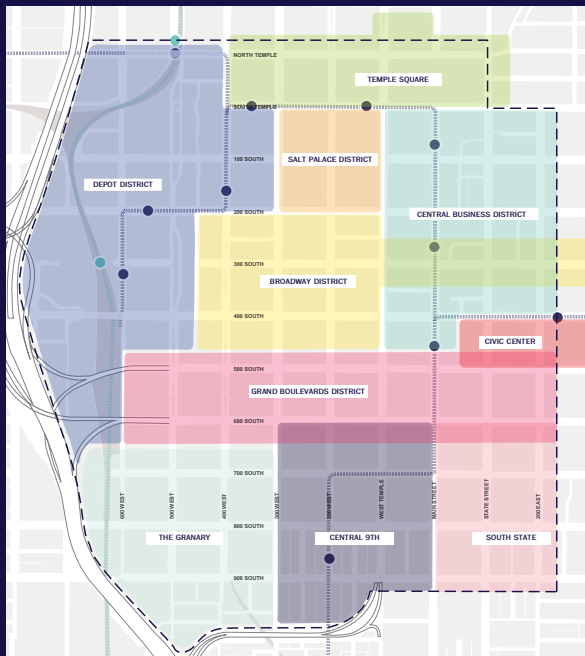 NORTH TEMPLE
TEMPLE SQUARE
SOUTH TEMPLE
100 SOUTH
SALT PALACE DISTRICT
DEPOT DISTRICT
200 SOUTH
CENTRAL BUSINESS DISTRICT
300 SOUTH
BROADWAY DISTRICT
400 SOUTH
CIVIC CENTER
500 SOUTH
GRAND BOULEVARDS DISTRICT
600 SOUTH
700 SOUTH
600 WEST
500 WEST
400 WEST
300 WEST
200 WEST
WEST TEMPLE
MAIN STREET
STATE STREET
200 EAST
800 SOUTH
THE GRANARY
CENTRAL 9TH
SOUTH STATE
900 SOUTH